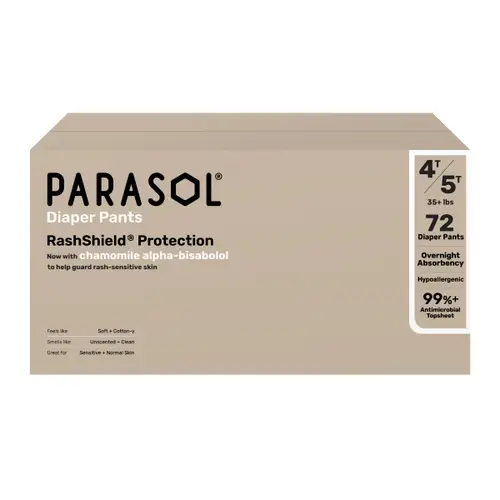 PARASOL®
Diaper Pants
RashShield® Protection
Now with chamomile alpha-bisabolol
to help guard rash-sensitive skin
Feels like Soft + Cotton-y
Smells like Unscented + Clean
Great for Sensitive + Normal Skin
4T/5T
35+ lbs
72
Diaper Pants
Overnight
Absorbency
Hypoallergenic
99%+
Antimicrobial
Topsheet